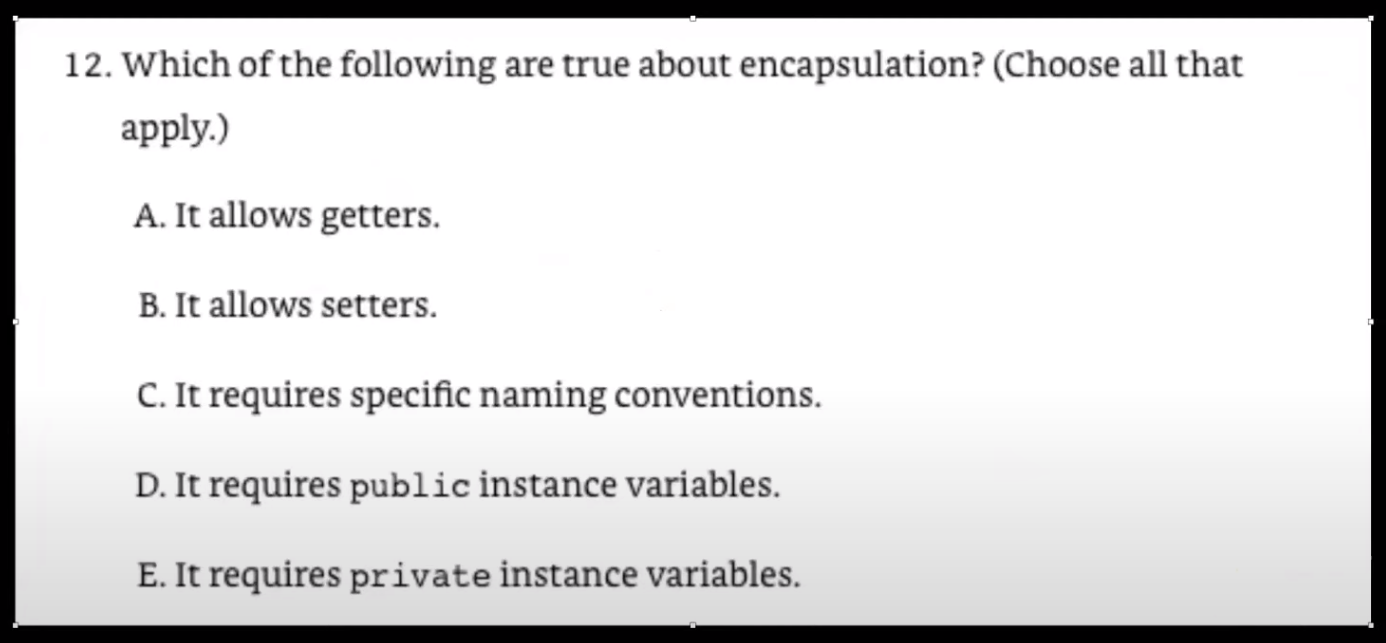 12. Which of the following are true about encapsulation? (Choose all that
apply.)
A. It allows getters.
B. It allows setters.
C. It requires specific naming conventions.
D. It requires public instance variables.
E. It requires private instance variables.